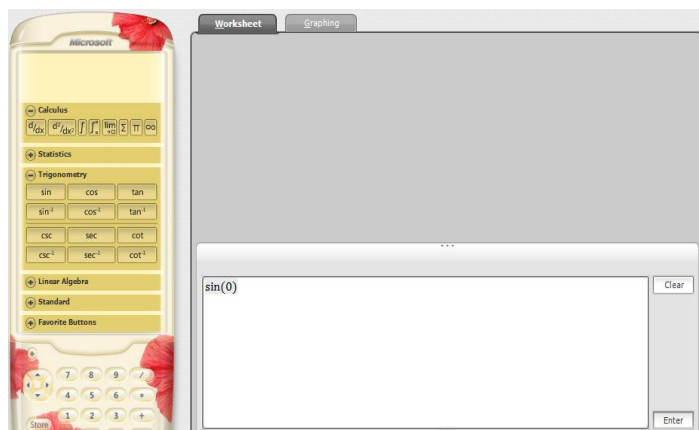 Microsoft
Worksheet
Graphing
Calculus
d/dx d²/dx² ∫ ∫ lim Σ Π ∞
Statistics
Trigonometry
sin cos tan
sin⁻¹ cos⁻¹ tan⁻¹
csc sec cot
csc⁻¹ sec⁻¹ cot⁻¹
Linear Algebra
Standard
Favorite Buttons
7 8 9 /
4 5 6 *
1 2 3 +
Store
sin(0)
Clear
Enter